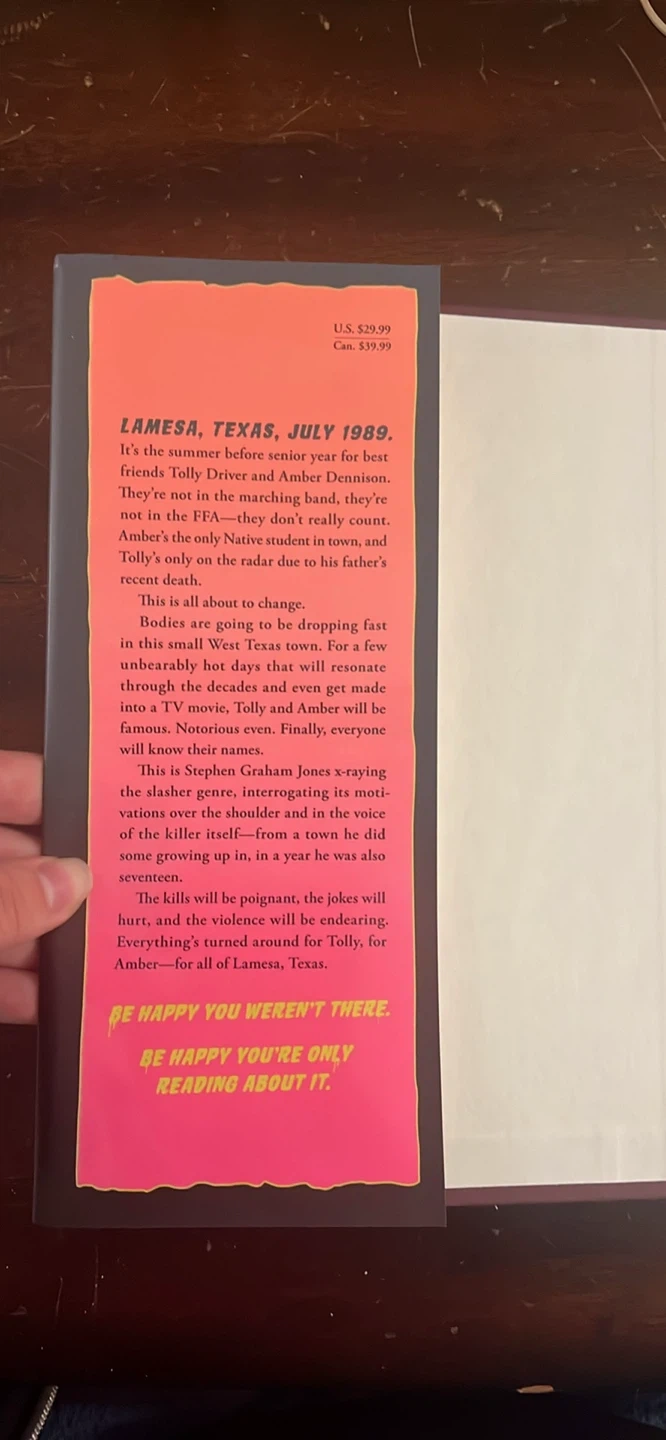 U.S. $29.99
Can. $39.99
LAMESA, TEXAS, JULY 1989.
It's the summer before senior year for best
friends Tolly Driver and Amber Dennison.
They're not in the marching band, they're
not in the FFA—they don't really count.
Amber's the only Native student in town, and
Tolly's only on the radar due to his father's
recent death.
This is all about to change.
Bodies are going to be dropping fast
in this small West Texas town. For a few
unbearably hot days that will resonate
through the decades and even get made
into a TV movie, Tolly and Amber will be
famous. Notorious even. Finally, everyone
will know their names.
This is Stephen Graham Jones x-raying
the slasher genre, interrogating its moti-
vations over the shoulder and in the voice
of the killer itself—from a town he did
some growing up in, in a year he was also
seventeen.
The kills will be poignant, the jokes will
hurt, and the violence will be endearing.
Everything's turned around for Tolly, for
Amber—for all of Lamesa, Texas.
BE HAPPY YOU WEREN'T THERE.
BE HAPPY YOU'RE ONLY
READING ABOUT IT.